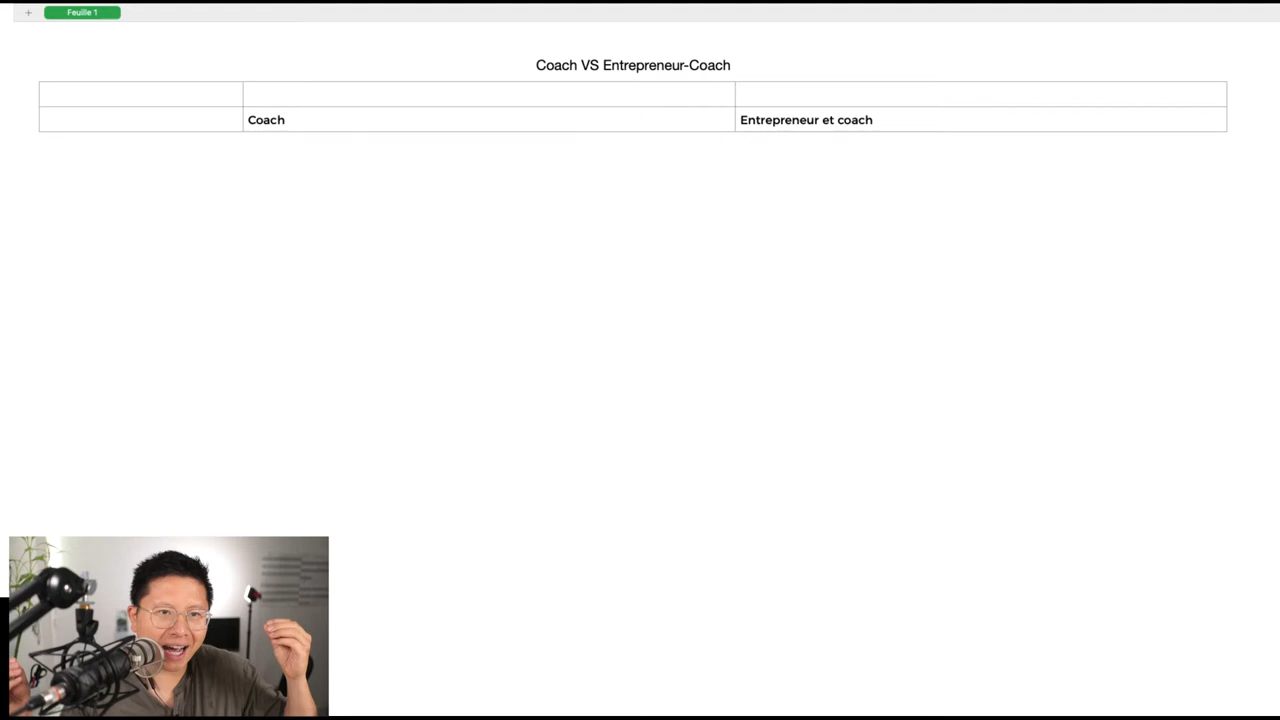 + Feuille 1
Coach VS Entrepreneur-Coach
Coach
Entrepreneur et coach